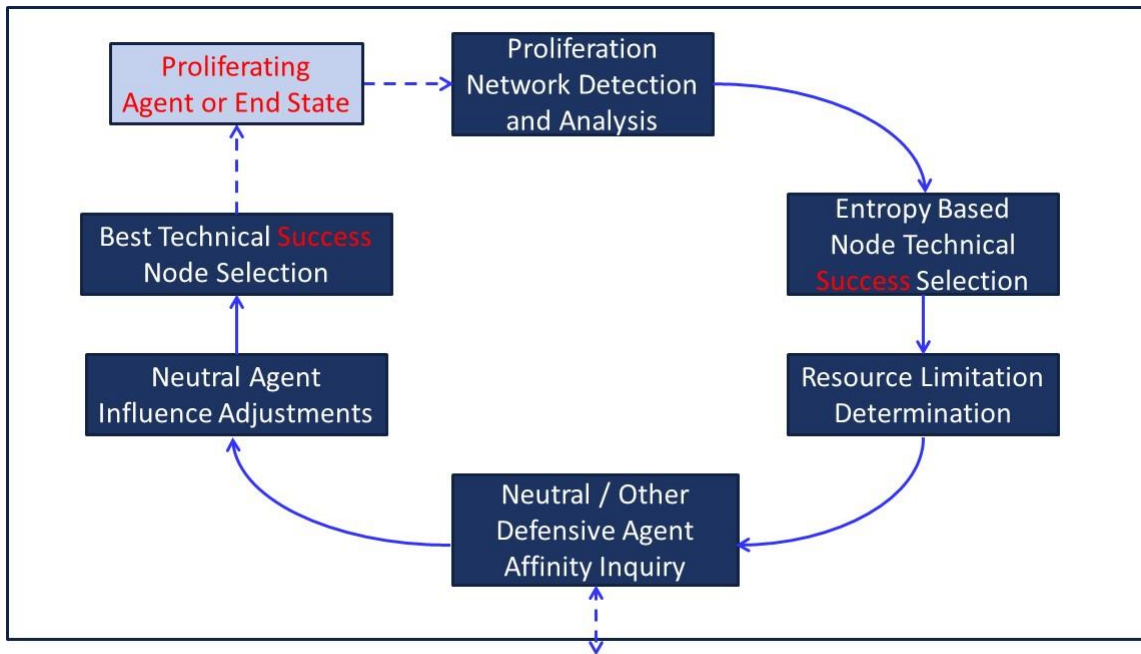 Proliferating
Agent or End State
Proliferation
Network Detection
and Analysis
Entropy Based
Node Technical
Success Selection
Resource Limitation
Determination
Neutral / Other
Defensive Agent
Affinity Inquiry
Neutral Agent
Influence Adjustments
Best Technical Success
Node Selection